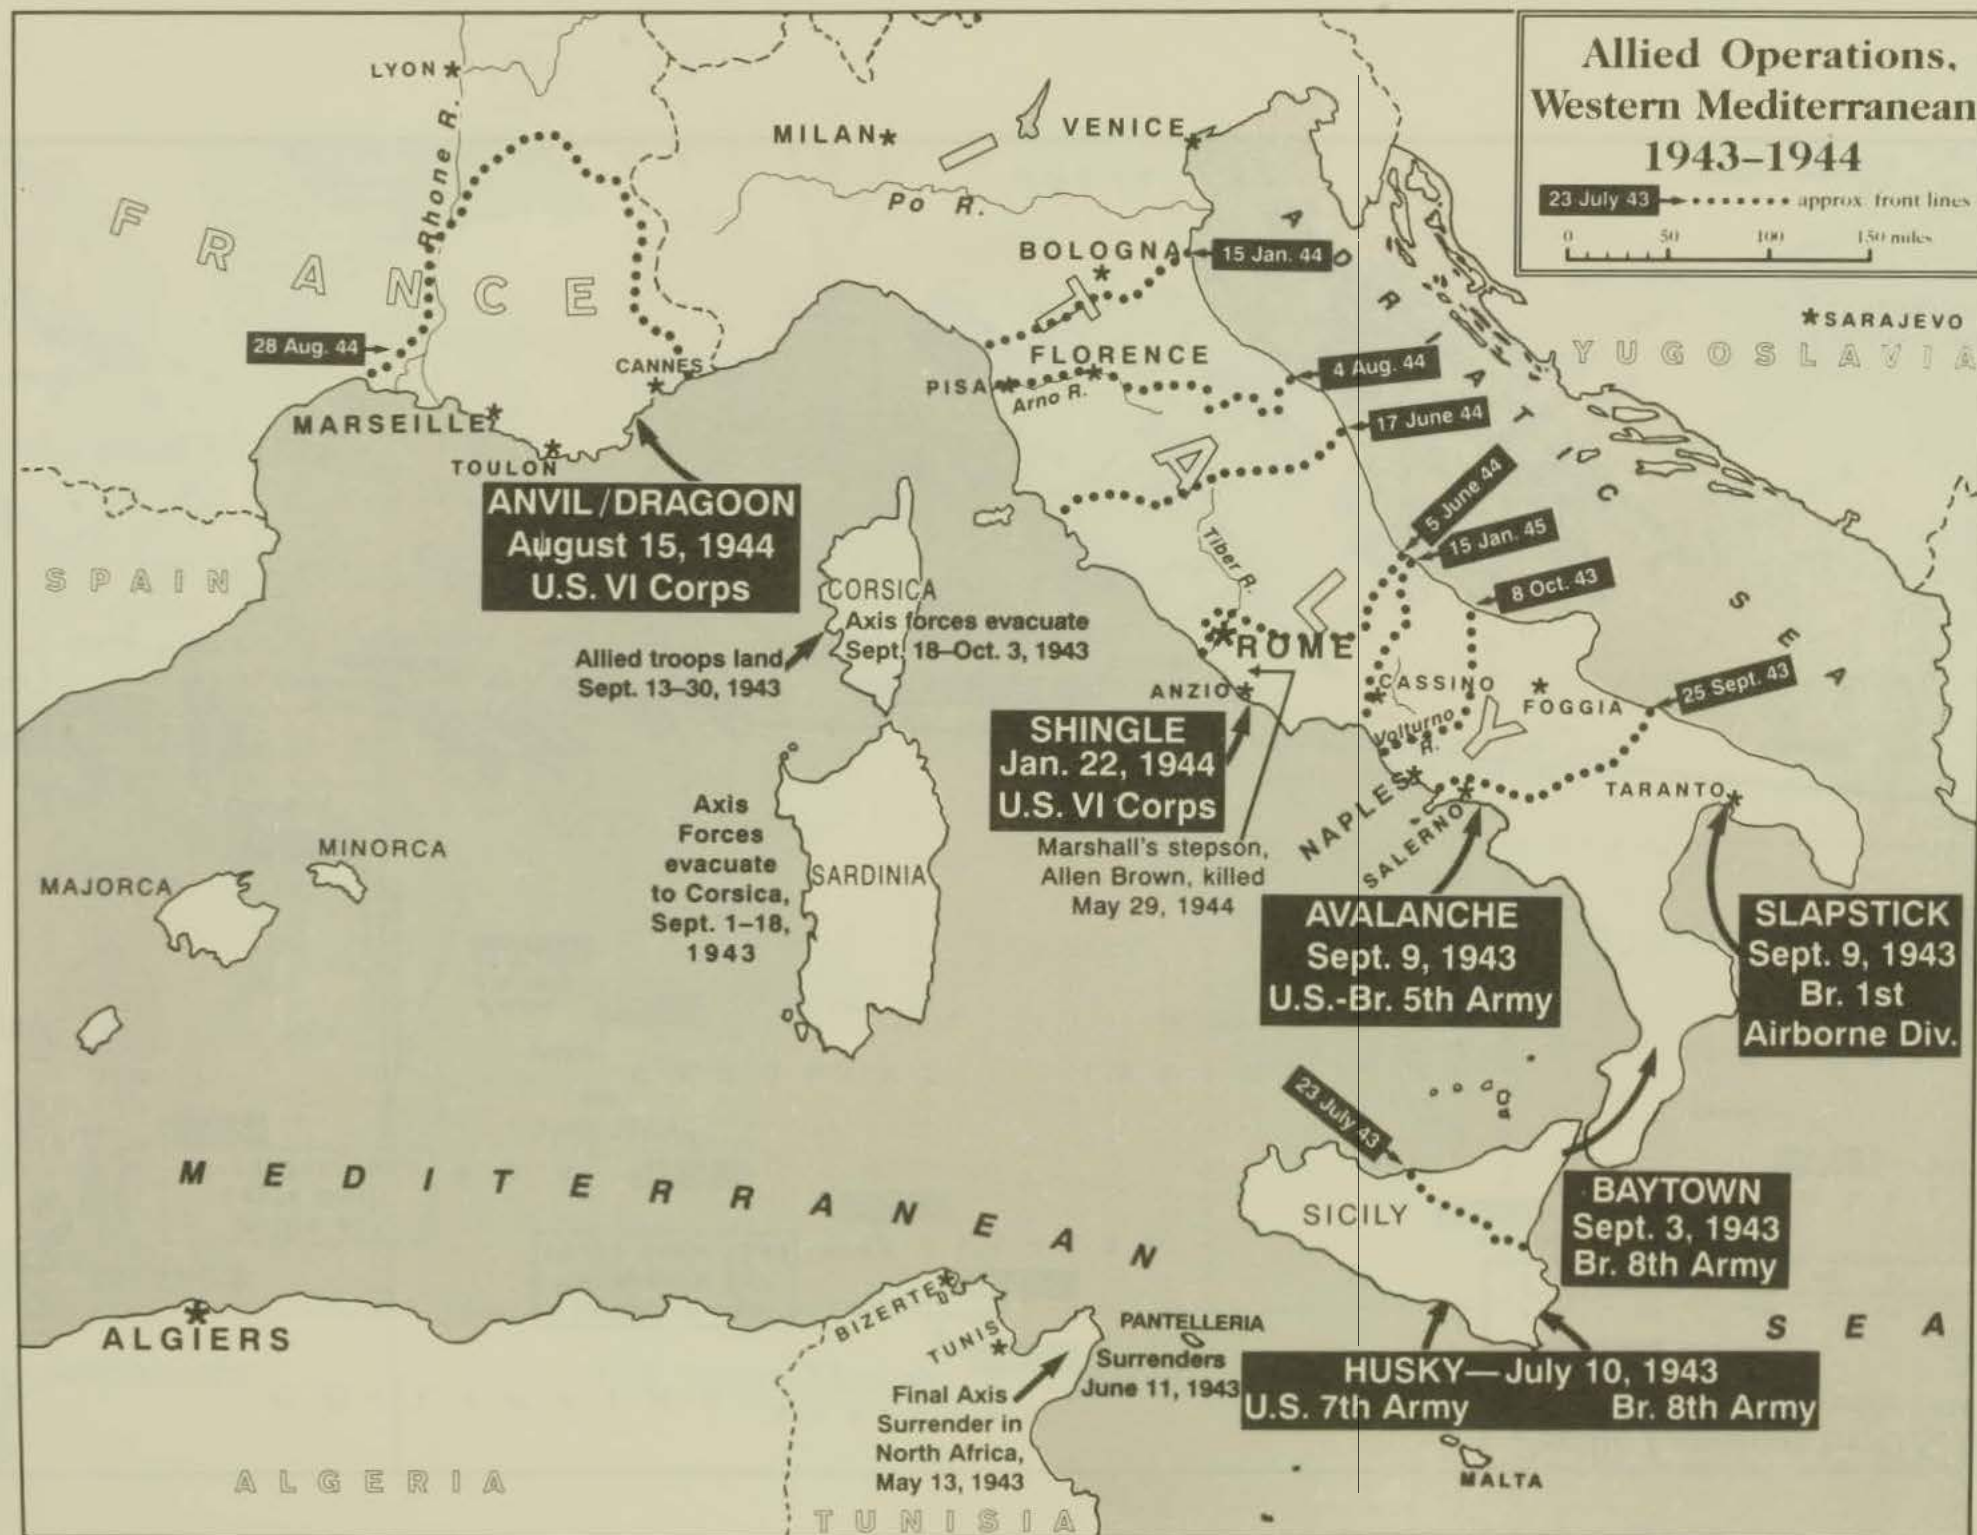 Allied Operations,
Western Mediterranean
1943–1944
23 July 43
approx. front lines
0 50 100 150 miles
LYON
Rhone R.
FRANCE
MILAN
VENICE
Po R.
BOLOGNA
15 Jan. 44
ADRIATIC SEA
SARAJEVO
YUGOSLAVIA
28 Aug. 44
CANNES
MARSEILLE
TOULON
PISA
FLORENCE
Arno R.
4 Aug. 44
17 June 44
ITALY
ANVIL/DRAGOON
August 15, 1944
U.S. VI Corps
SPAIN
Tiber R.
5 June 44
15 Jan. 45
8 Oct. 43
CORSICA
Axis forces evacuate
Sept. 18–Oct. 3, 1943
Allied troops land,
Sept. 13–30, 1943
ROME
ANZIO
CASSINO
FOGGIA
25 Sept. 43
Volturno
R.
SHINGLE
Jan. 22, 1944
U.S. VI Corps
Marshall's stepson,
Allen Brown, killed
May 29, 1944
NAPLES
SALERNO
TARANTO
Axis
Forces
evacuate
to Corsica,
Sept. 1–18,
1943
SARDINIA
MINORCA
MAJORCA
AVALANCHE
Sept. 9, 1943
U.S.-Br. 5th Army
SLAPSTICK
Sept. 9, 1943
Br. 1st
Airborne Div.
23 July 43
SICILY
BAYTOWN
Sept. 3, 1943
Br. 8th Army
MEDITERRANEAN SEA
ALGIERS
BIZERTE
TUNIS
PANTELLERIA
Surrenders
June 11, 1943
Final Axis
Surrender in
North Africa,
May 13, 1943
HUSKY—July 10, 1943
U.S. 7th Army Br. 8th Army
MALTA
ALGERIA
TUNISIA